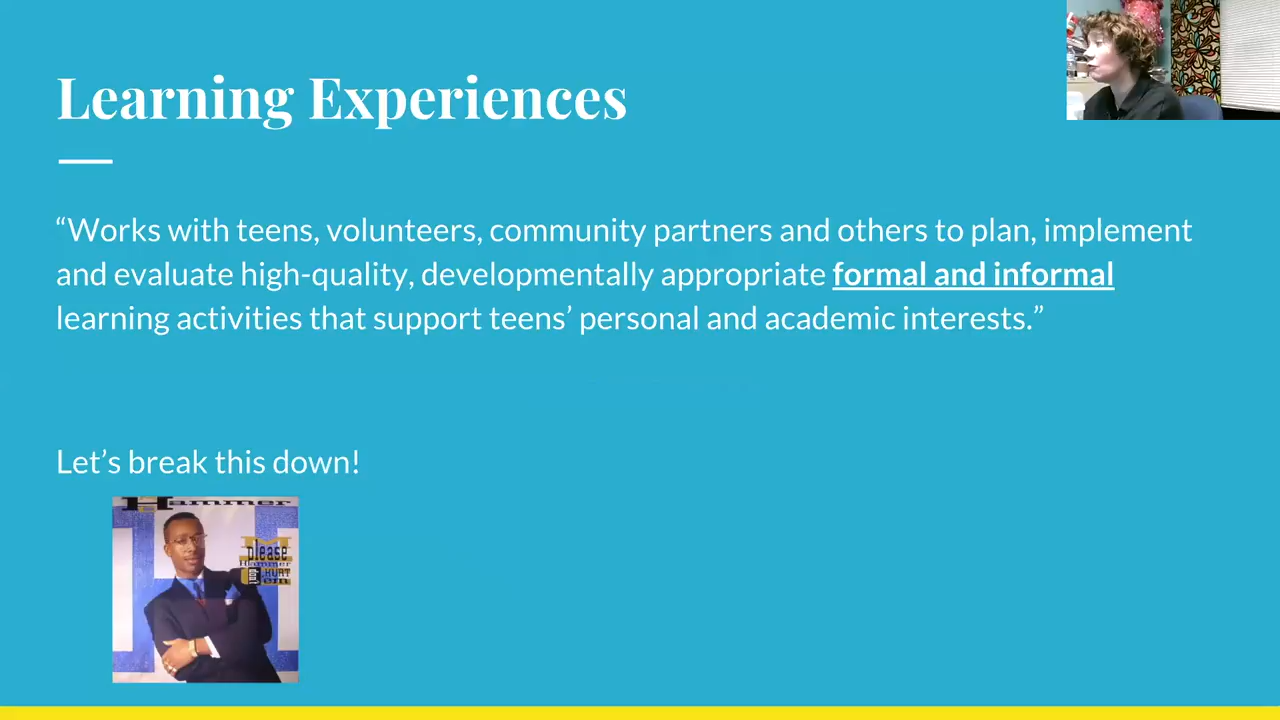 Learning Experiences
“Works with teens, volunteers, community partners and others to plan, implement
and evaluate high-quality, developmentally appropriate formal and informal
learning activities that support teens’ personal and academic interests.”
Let’s break this down!
Hammer
please
Hammer
don't
HURT
'EM